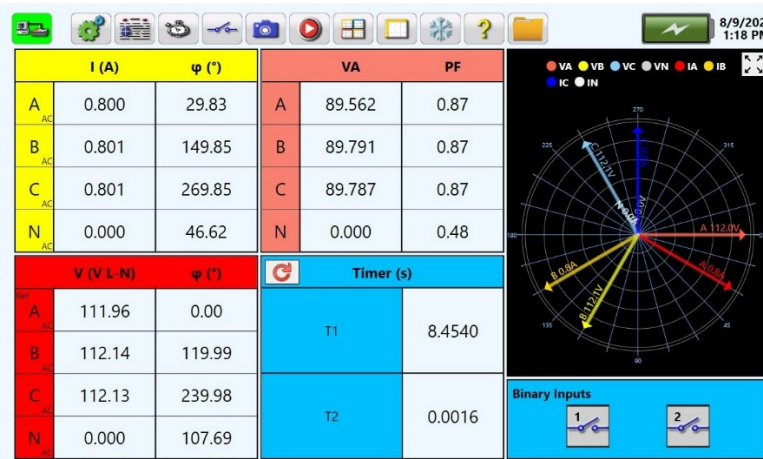 8/9/202
1:18 PM
I (A) φ (°)
A AC 0.800 29.83
B AC 0.801 149.85
C AC 0.801 269.85
N AC 0.000 46.62
VA PF
A 89.562 0.87
B 89.791 0.87
C 89.787 0.87
N 0.000 0.48
V (V L-N) φ (°)
Ref A AC 111.96 0.00
B AC 112.14 119.99
C AC 112.13 239.98
N 0.000 107.69
Timer (s)
T1 8.4540
T2 0.0016
VA VB VC VN IA IB
IC IN
270
225 315
C 112.1V
N 0.0A
A 112.0V
180
B 0.8A
A 0.8A
B 112.1V
135 45
90
Binary Inputs
1 2